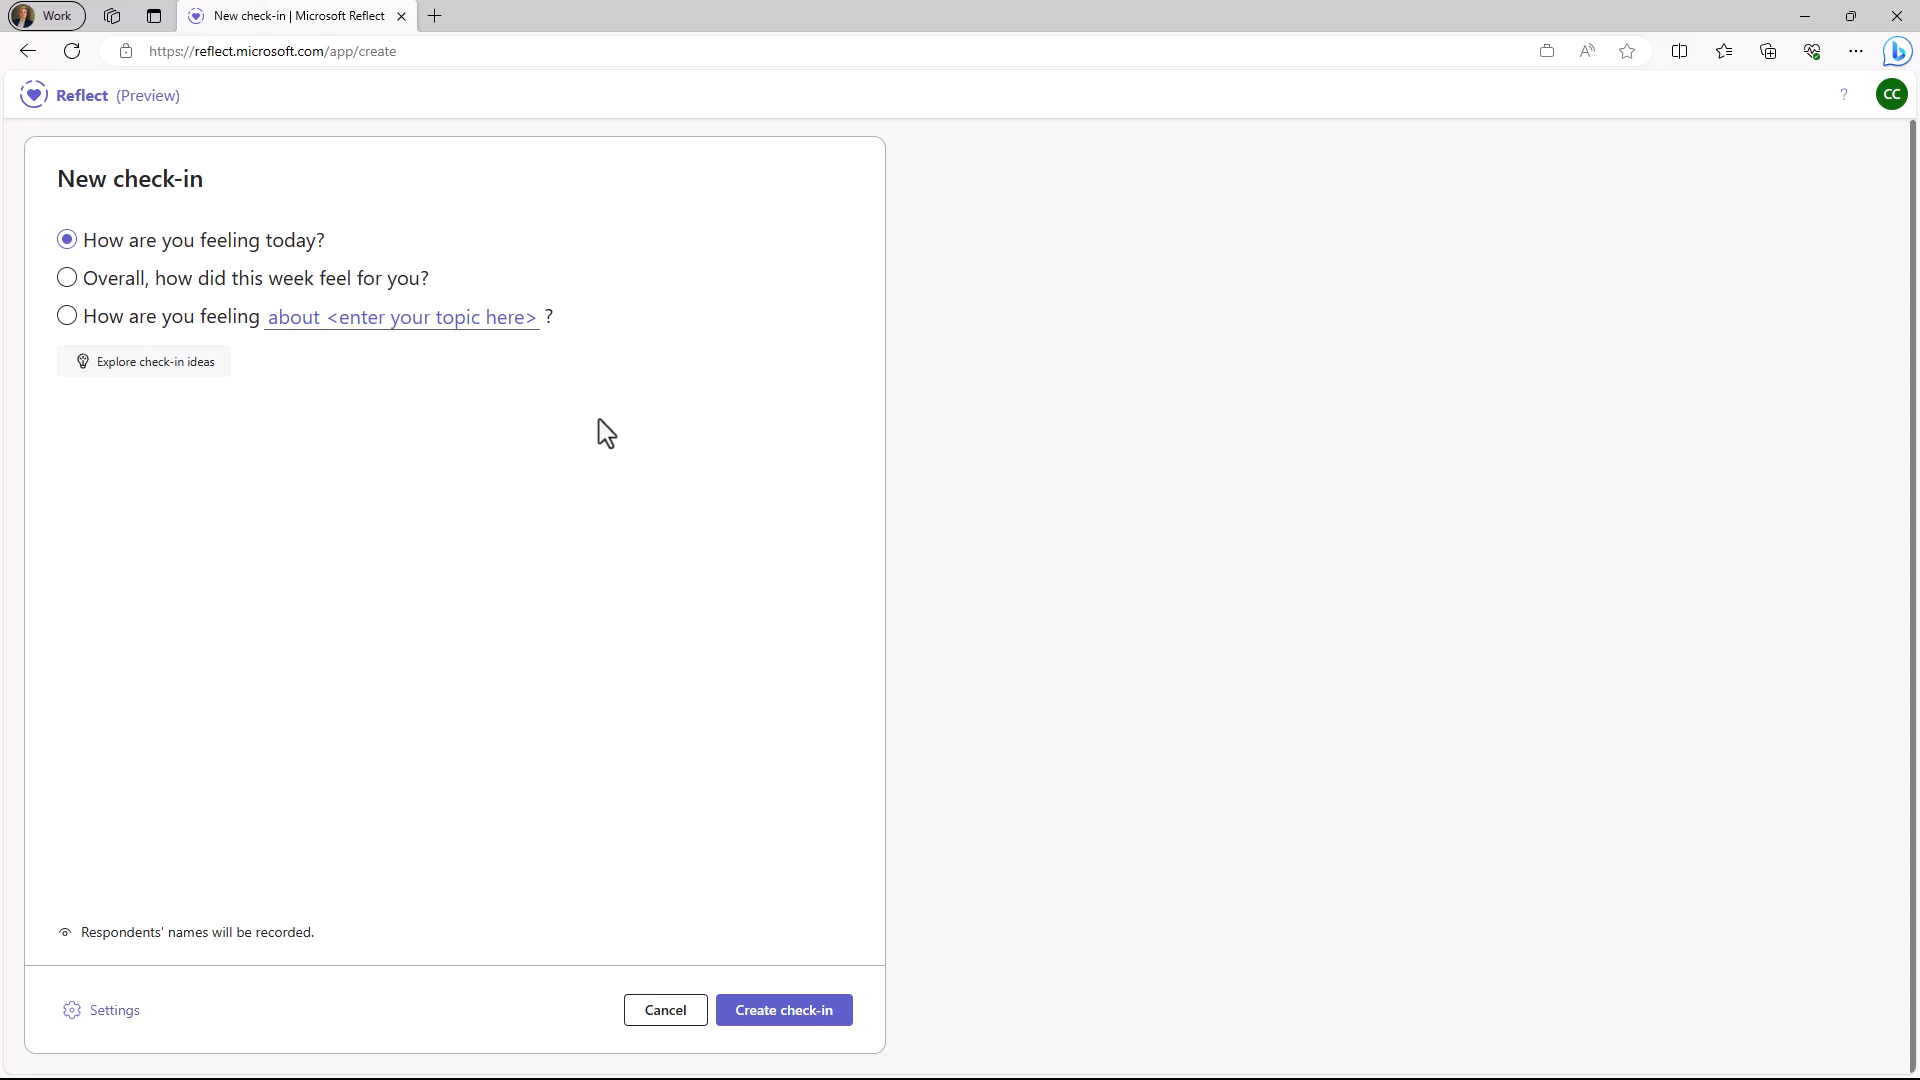 Work
New check-in | Microsoft Reflect
https://reflect.microsoft.com/app/create
Reflect (Preview)
?
CC
New check-in
How are you feeling today?
Overall, how did this week feel for you?
How are you feeling about <enter your topic here> ?
Explore check-in ideas
Respondents' names will be recorded.
Settings
Cancel
Create check-in